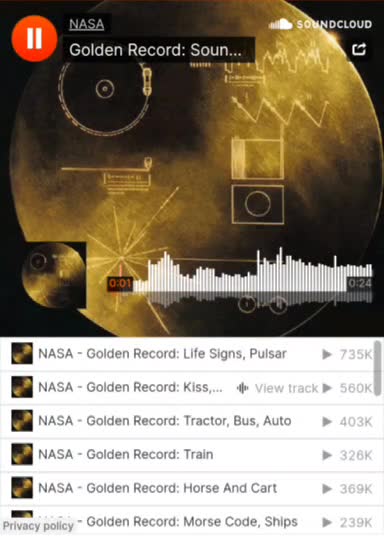 NASA
SOUNDCLOUD
Golden Record: Soun...
0:01
0:24
NASA - Golden Record: Life Signs, Pulsar 735K
NASA - Golden Record: Kiss,... View track 560K
NASA - Golden Record: Tractor, Bus, Auto 403K
NASA - Golden Record: Train 326K
NASA - Golden Record: Horse And Cart 369K
NASA - Golden Record: Morse Code, Ships 239K
Privacy policy